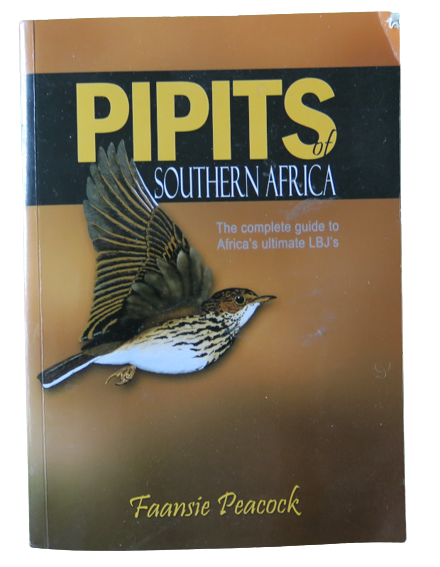 PIPITS
of
SOUTHERN AFRICA
The complete guide to
Africa's ultimate LBJ's
Faansie Peacock